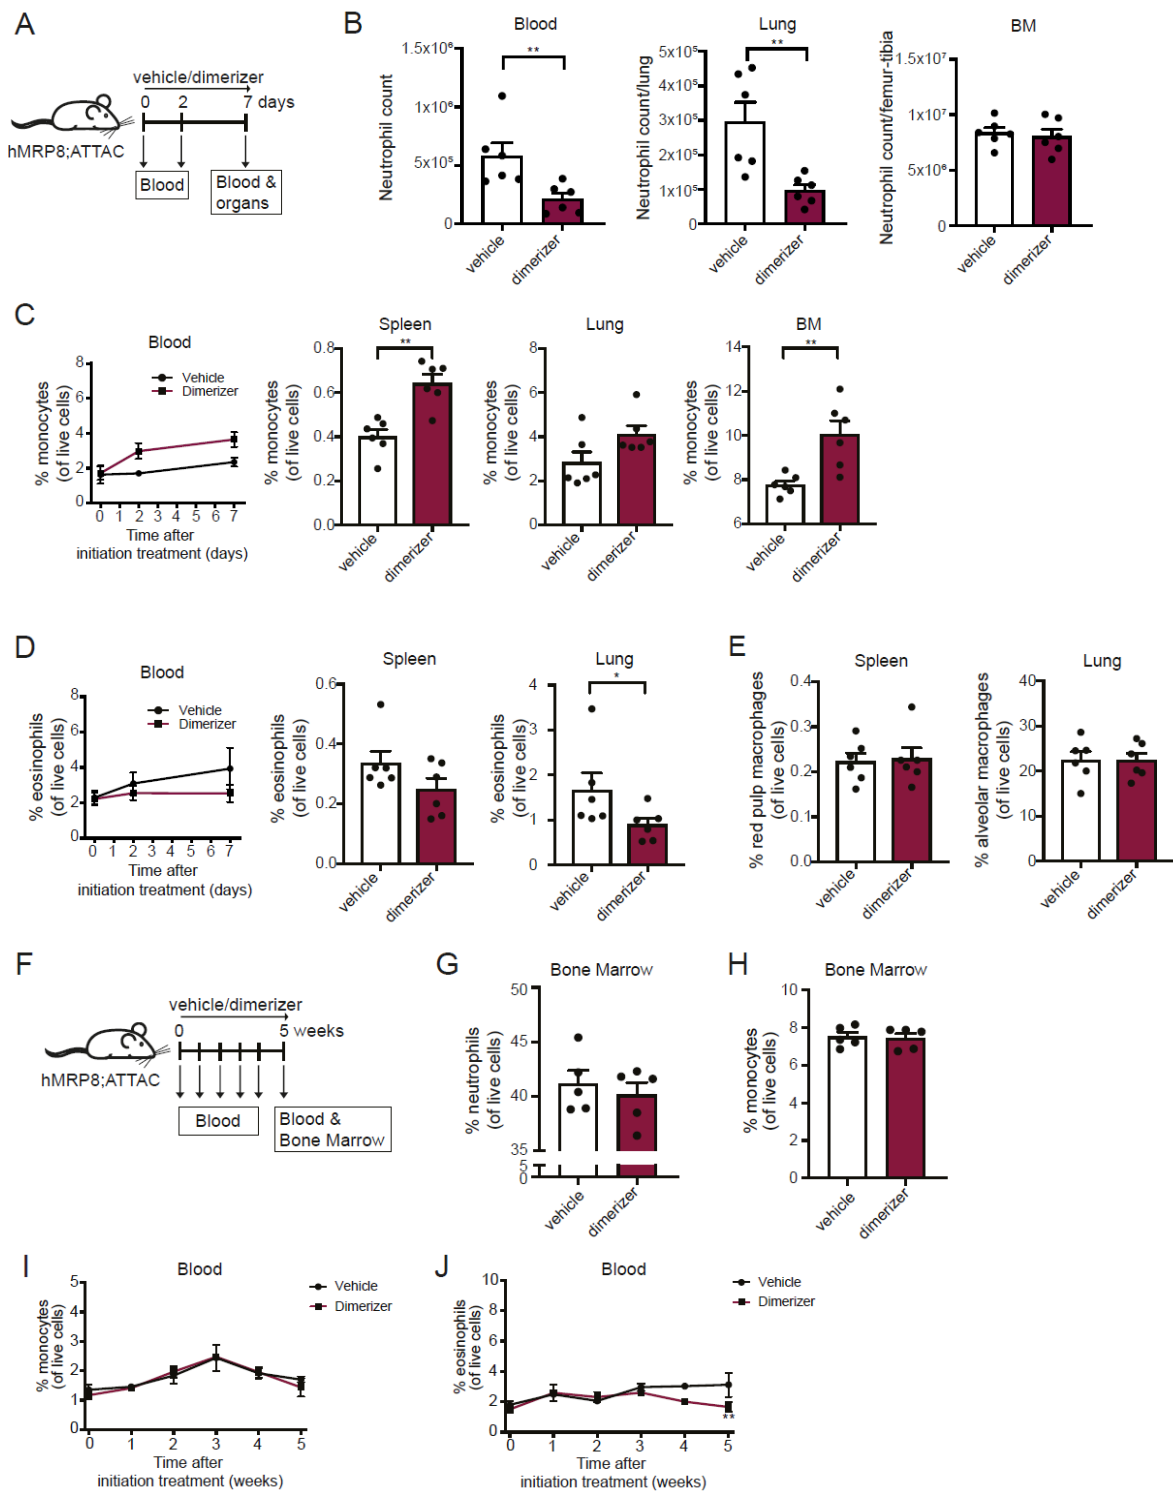 A
vehicle/dimerizer
0 2 7 days
hMRP8;ATTAC
Blood
Blood &
organs
B
Blood
Neutrophil count
1.5x10⁶
1x10⁶
5x10⁵
0
**
vehicle
dimerizer
Lung
Neutrophil count/lung
5x10⁵
4x10⁵
3x10⁵
2x10⁵
1x10⁵
0
**
vehicle
dimerizer
BM
Neutrophil count/femur-tibia
1.5x10⁷
1x10⁷
5x10⁶
0
vehicle
dimerizer
C
Blood
% monocytes
(of live cells)
8
6
4
2
0
Vehicle
Dimerizer
0 1 2 3 4 5 6 7
Time after
initiation treatment (days)
Spleen
% monocytes
(of live cells)
0.8
0.6
0.4
0.2
0.0
**
vehicle
dimerizer
Lung
% monocytes
(of live cells)
8
6
4
2
0
vehicle
dimerizer
BM
% monocytes
(of live cells)
14
12
10
8
6
**
vehicle
dimerizer
D
Blood
% eosinophils
(of live cells)
8
6
4
2
0
Vehicle
Dimerizer
0 1 2 3 4 5 6 7
Time after
initiation treatment (days)
Spleen
% eosinophils
(of live cells)
0.6
0.4
0.2
0.0
vehicle
dimerizer
Lung
% eosinophils
(of live cells)
4
3
2
1
0
*
vehicle
dimerizer
E
Spleen
% red pulp macrophages
(of live cells)
0.4
0.3
0.2
0.1
0.0
vehicle
dimerizer
Lung
% alveolar macrophages
(of live cells)
40
30
20
10
0
vehicle
dimerizer
F
vehicle/dimerizer
0 5 weeks
hMRP8;ATTAC
Blood
Blood &
Bone Marrow
G
Bone Marrow
% neutrophils
(of live cells)
50
45
40
35
5
0
vehicle
dimerizer
H
Bone Marrow
% monocytes
(of live cells)
10
8
6
4
2
0
vehicle
dimerizer
I
Blood
% monocytes
(of live cells)
5
4
3
2
1
0
Vehicle
Dimerizer
0 1 2 3 4 5
Time after
initiation treatment (weeks)
J
Blood
% eosinophils
(of live cells)
10
8
6
4
2
0
Vehicle
Dimerizer
**
0 1 2 3 4 5
Time after
initiation treatment (weeks)